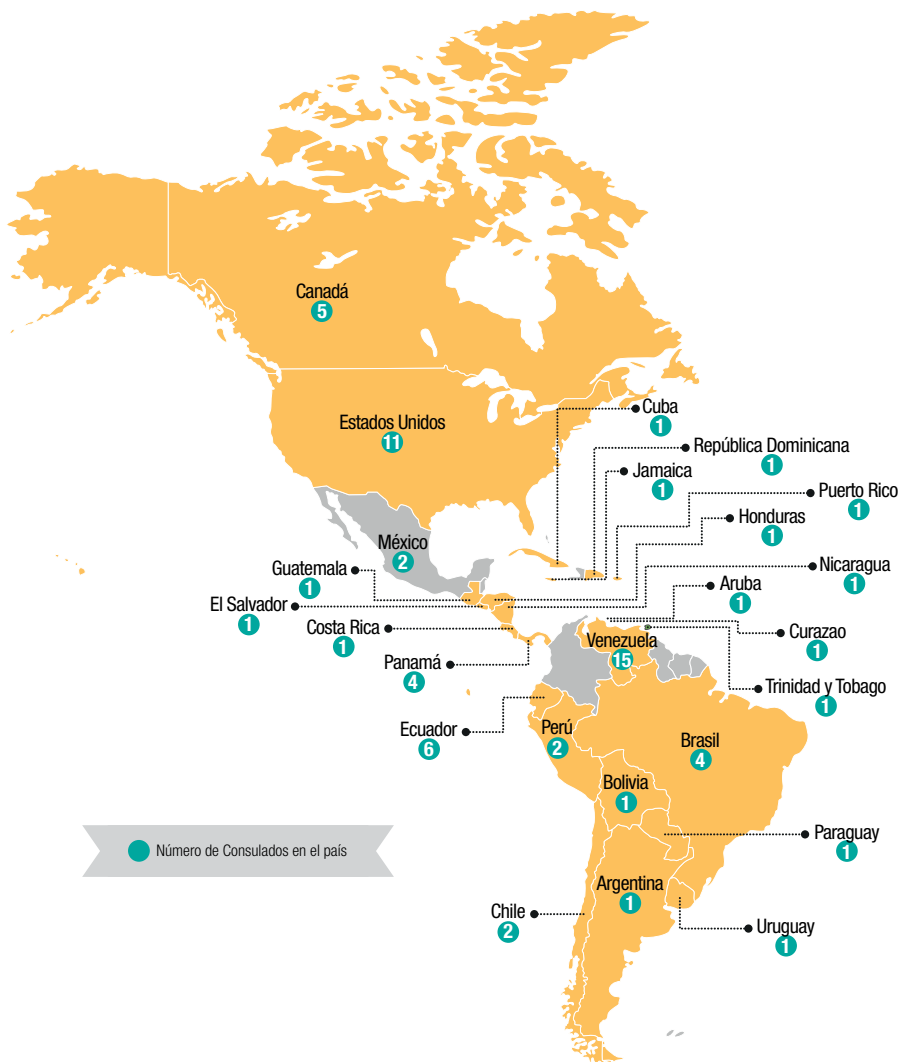 Canadá
5
Estados Unidos
11
Cuba
1
República Dominicana
1
Jamaica
1
Puerto Rico
1
Honduras
1
México
2
Guatemala
1
Nicaragua
1
El Salvador
1
Aruba
1
Costa Rica
1
Curazao
1
Venezuela
15
Panamá
4
Trinidad y Tobago
1
Ecuador
6
Perú
2
Brasil
4
Bolivia
1
Paraguay
1
Número de Consulados en el país
Argentina
1
Chile
2
Uruguay
1